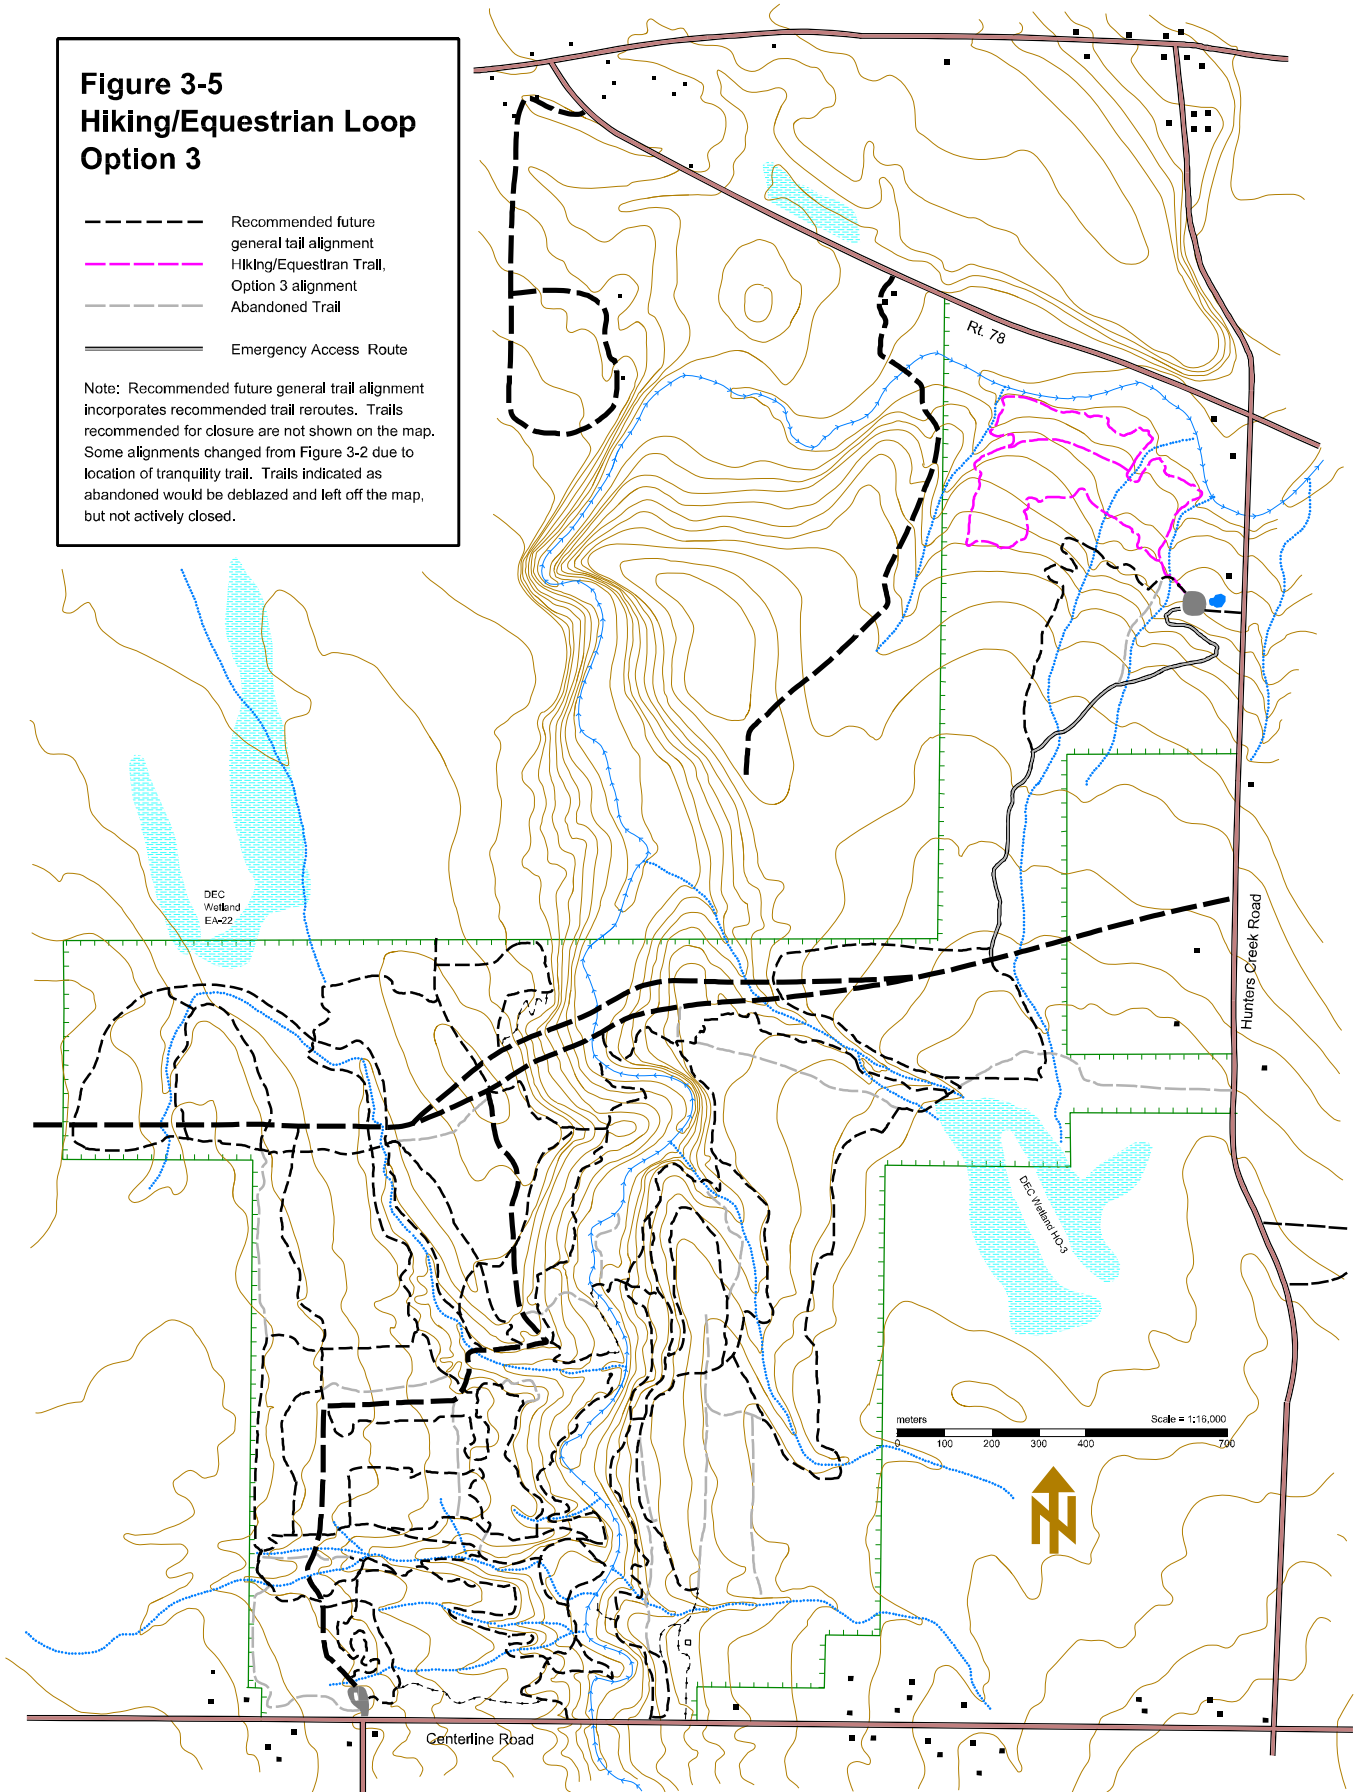 Figure 3-5
Hiking/Equestrian Loop
Option 3
Recommended future
general tail alignment
Hiking/Equestiran Trail,
Option 3 alignment
Abandoned Trail
Emergency Access Route
Note: Recommended future general trail alignment
incorporates recommended trail reroutes. Trails
recommended for closure are not shown on the map.
Some alignments changed from Figure 3-2 due to
location of tranquility trail. Trails indicated as
abandoned would be deblazed and left off the map,
but not actively closed.
Rt. 78
DEC
Wetland
EA-22
Hunters Creek Road
DEC Wetland HO-3
meters
Scale = 1:16,000
0 100 200 300 400 700
N
Centerline Road